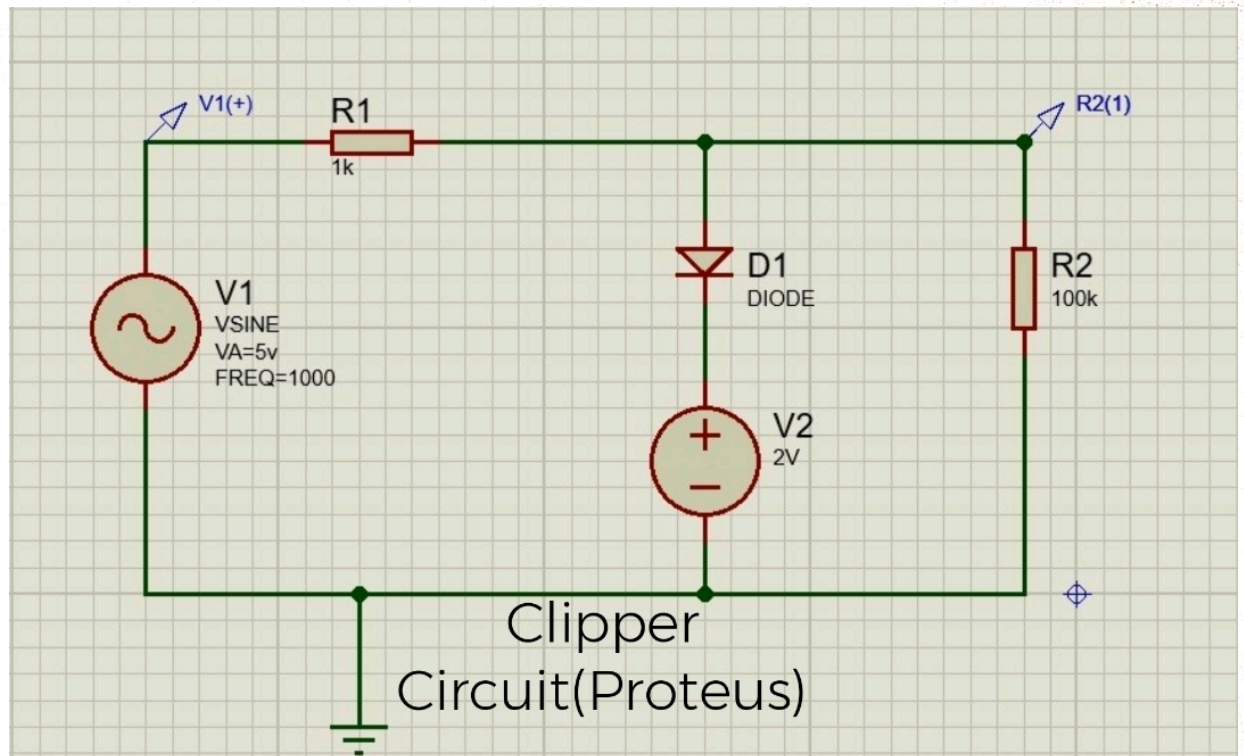 V1(+)
R1
1k
R2(1)
V1
VSINE
VA=5v
FREQ=1000
D1
DIODE
R2
100k
+
V2
2V
−
Clipper
Circuit(Proteus)